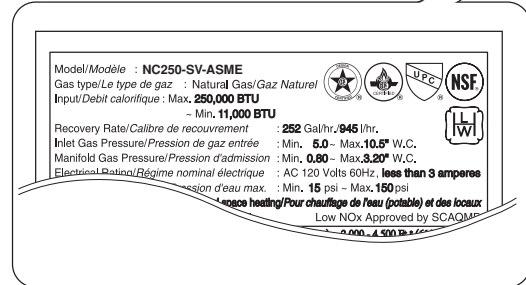 Model/Modèle : NC250-SV-ASME
Gas type/Le type de gaz : Natural Gas/Gaz Naturel
Input/Debit calorifique : Max. 250,000 BTU
~ Min. 11,000 BTU
Recovery Rate/Calibre de recouvrement : 252 Gal/hr./945 l/hr.
Inlet Gas Pressure/Pression de gaz entrée : Min. 5.0~ Max.10.5" W.C.
Manifold Gas Pressure/Pression d'admission : Min. 0.80~ Max.3.20" W.C.
Electrical Rating/Régime nominal électrique : AC 120 Volts 60Hz, less than 3 amperes
d'eau max. : Min. 15 psi ~ Max. 150 psi
space heating/Pour chauffage de l'eau (potable) et des locaux
Low NOx Approved by
UPC
NSF